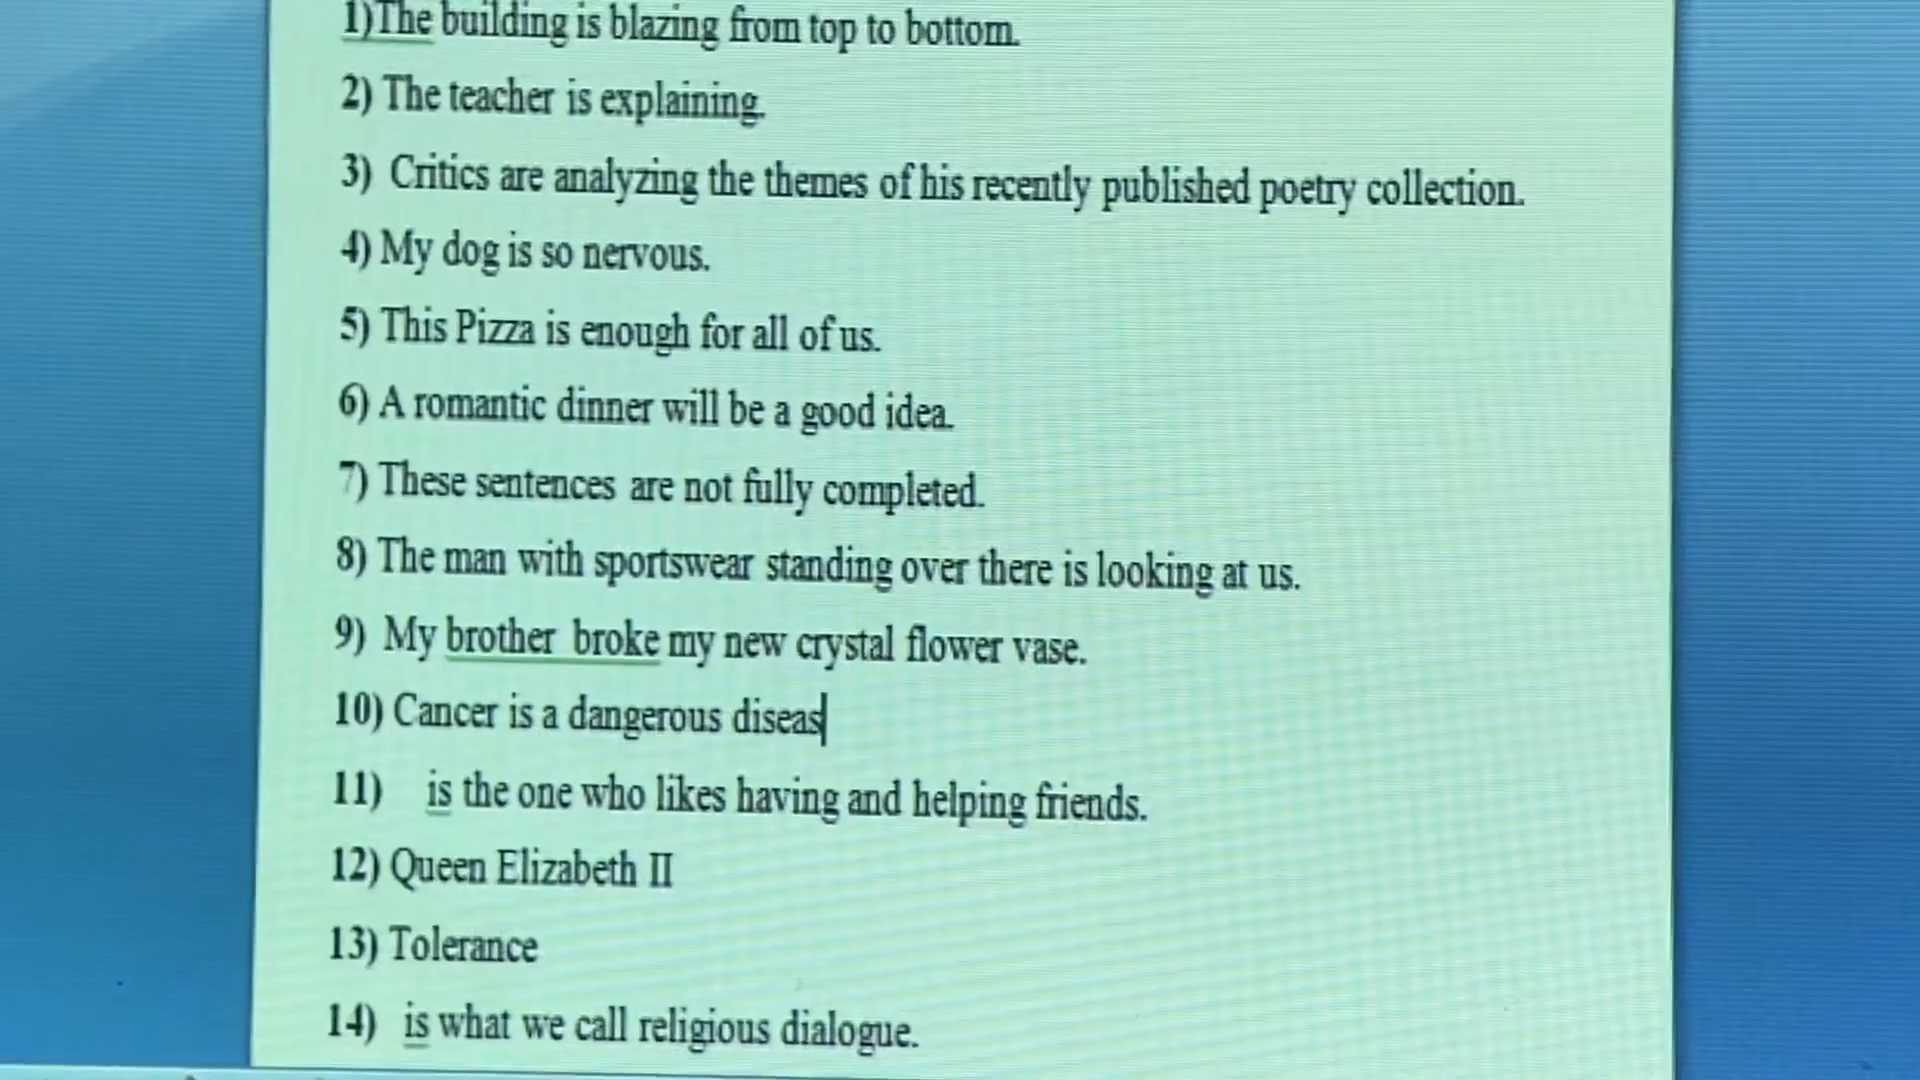 1)The building is blazing from top to bottom.
2) The teacher is explaining.
3) Critics are analyzing the themes of his recently published poetry collection.
4) My dog is so nervous.
5) This Pizza is enough for all of us.
6) A romantic dinner will be a good idea.
7) These sentences are not fully completed.
8) The man with sportswear standing over there is looking at us.
9) My brother broke my new crystal flower vase.
10) Cancer is a dangerous diseas
11) is the one who likes having and helping friends.
12) Queen Elizabeth II
13) Tolerance
14) is what we call religious dialogue.